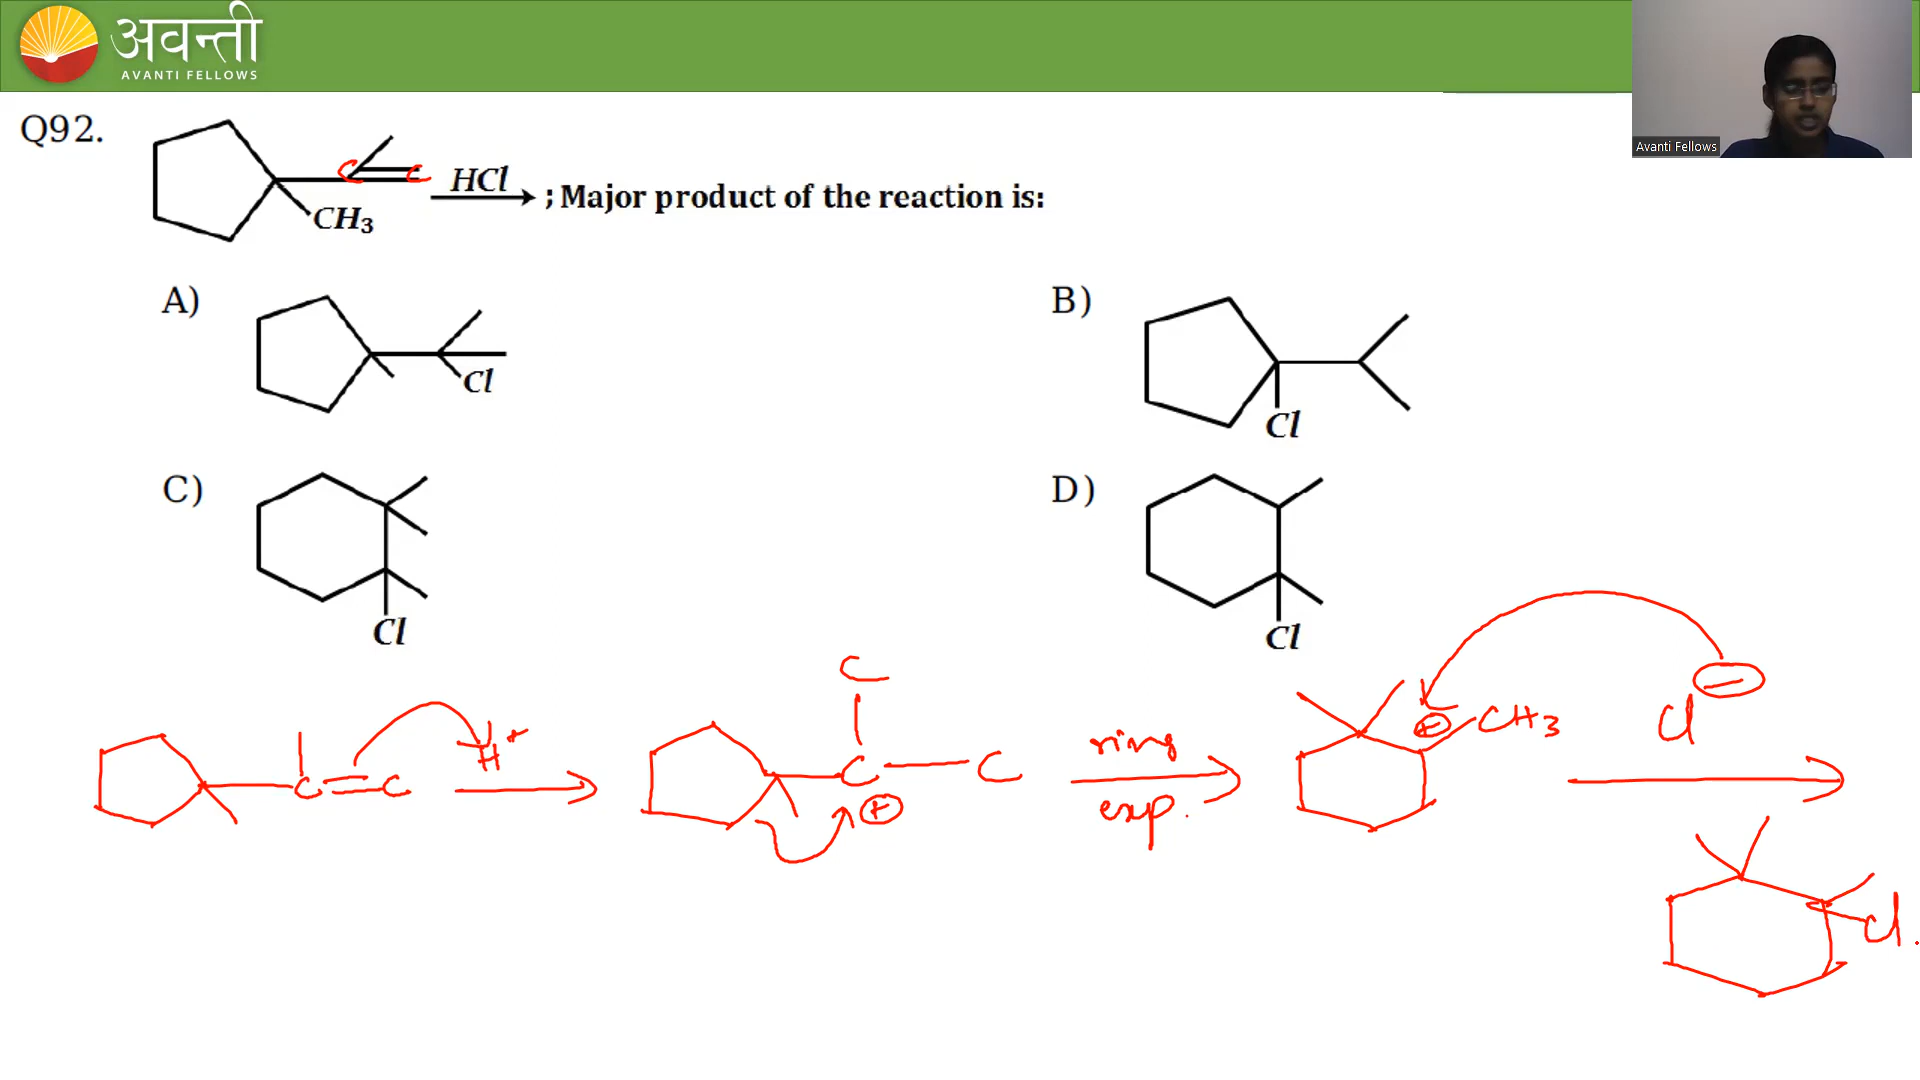 अवन्ती
AVANTI FELLOWS
Avanti Fellows
Q92.
C C
CH3
HCl
; Major product of the reaction is:
A)
Cl
B)
Cl
C)
Cl
D)
Cl
C = C
H+
C
C — C
+
ring
exp.
+ CH3
Cl
−
Cl